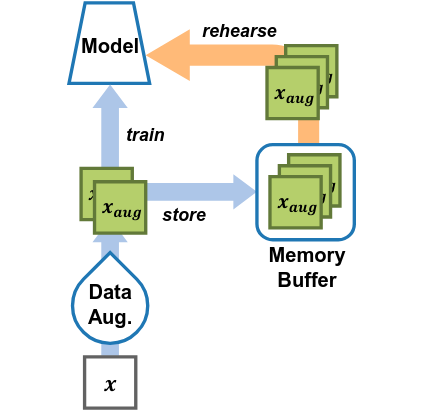 rehearse
Model
x_aug
train
x_aug
x_aug
store
Memory
Buffer
Data
Aug.
x